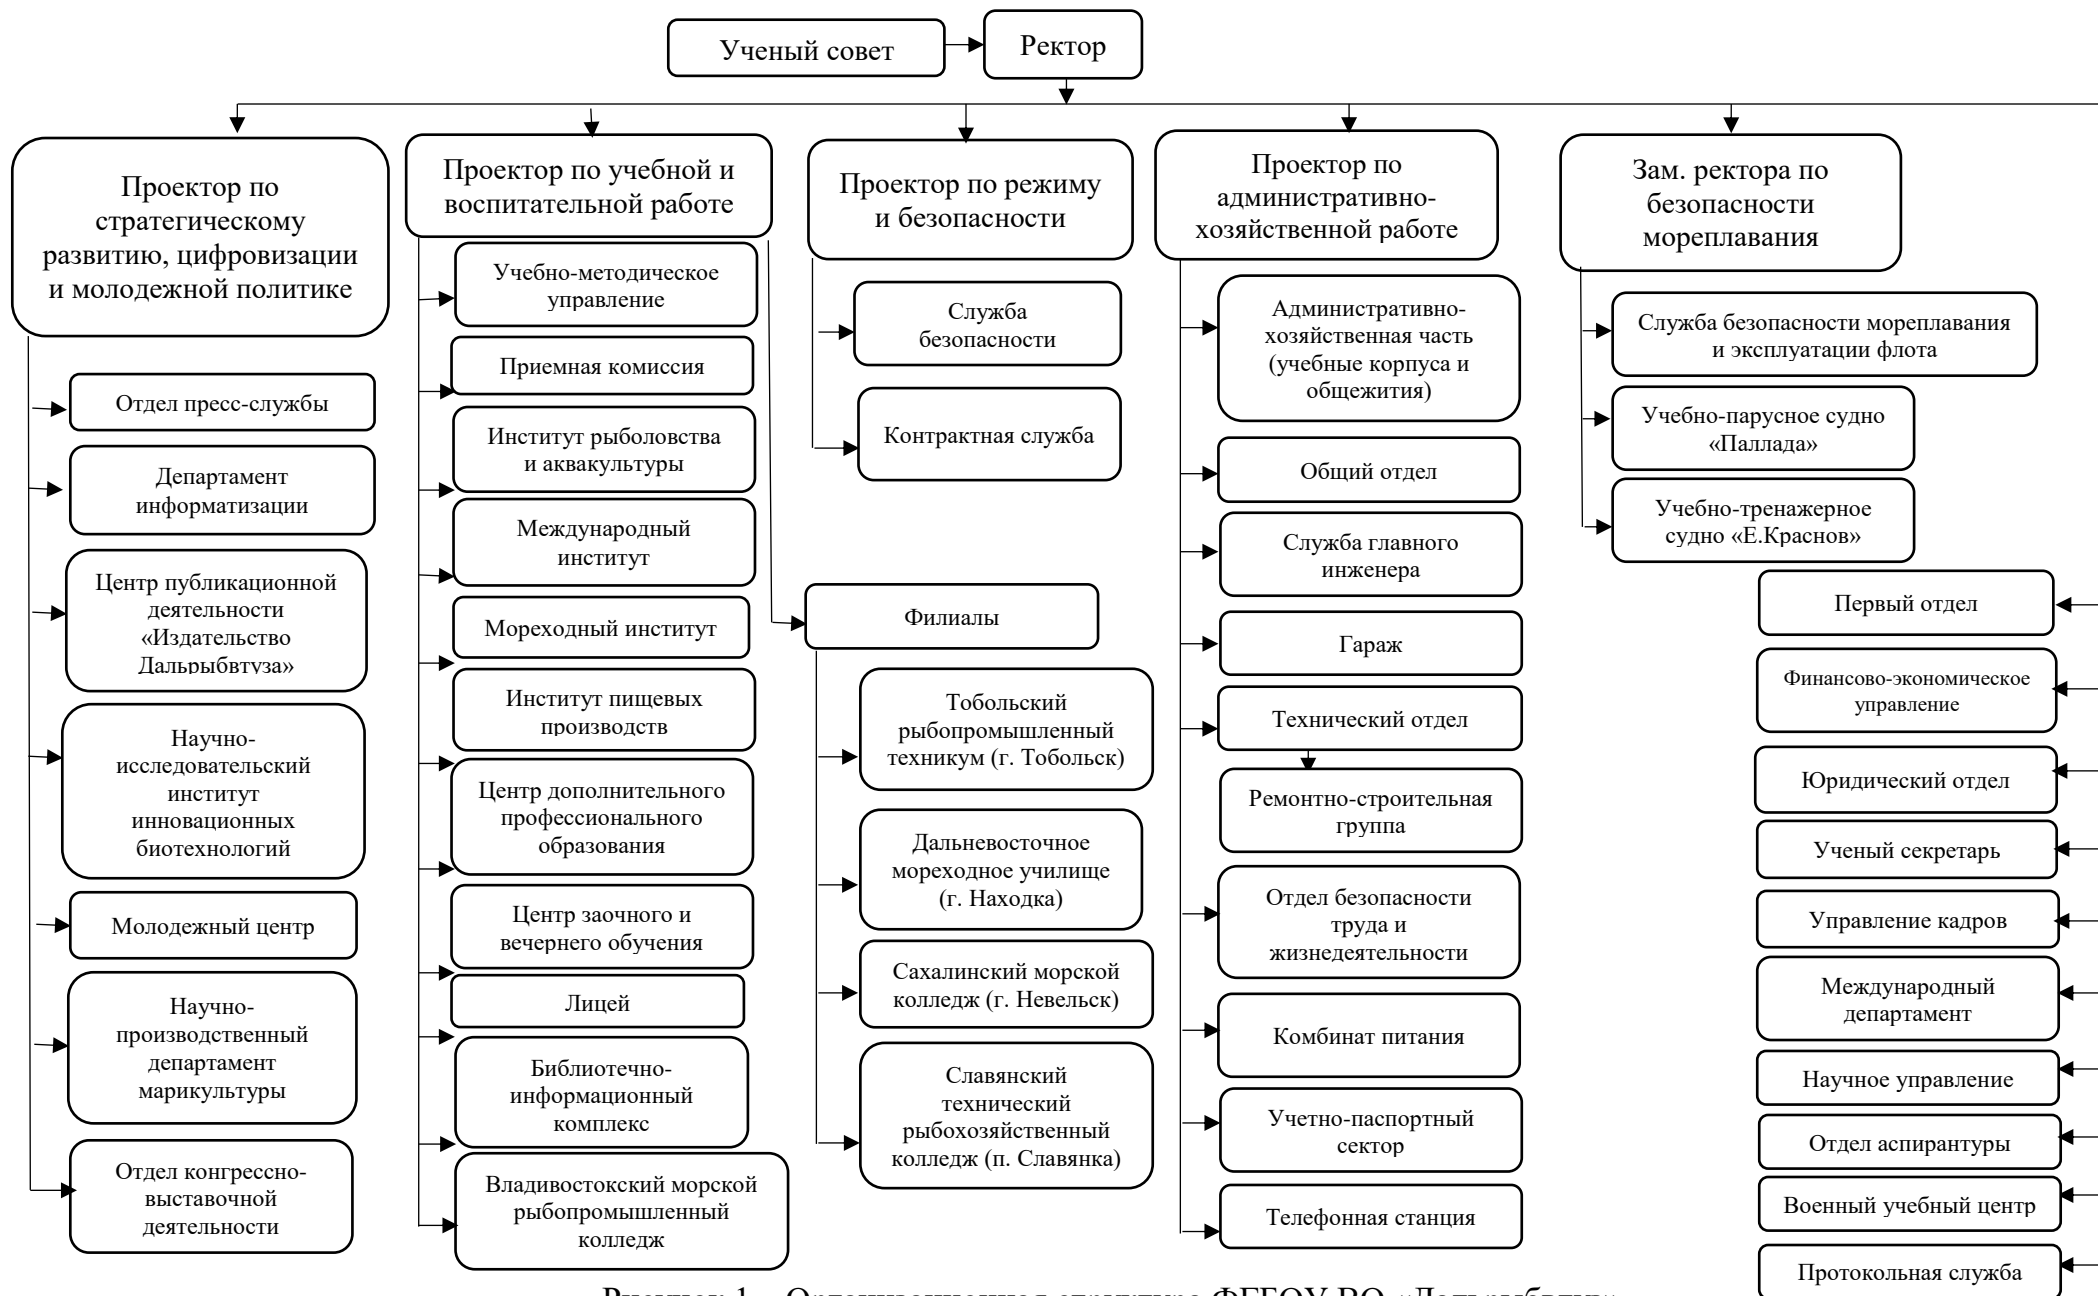 Ученый совет
Ректор
Проектор по
стратегическому
развитию, цифровизации
и молодежной политике
Отдел пресс-службы
Департамент
информатизации
Центр публикационной
деятельности
«Издательство
Дальрыбвтуза»
Научно-
исследовательский
институт
инновационных
биотехнологий
Молодежный центр
Научно-
производственный
департамент
марикультуры
Отдел конгрессно-
выставочной
деятельности
Проектор по учебной и
воспитательной работе
Учебно-методическое
управление
Приемная комиссия
Институт рыболовства
и аквакультуры
Международный
институт
Мореходный институт
Институт пищевых
производств
Центр дополнительного
профессионального
образования
Центр заочного и
вечернего обучения
Лицей
Библиотечно-
информационный
комплекс
Владивостокский морской
рыбопромышленный
колледж
Проектор по режиму
и безопасности
Служба
безопасности
Контрактная служба
Филиалы
Тобольский
рыбопромышленный
техникум (г. Тобольск)
Дальневосточное
мореходное училище
(г. Находка)
Сахалинский морской
колледж (г. Невельск)
Славянский
технический
рыбохозяйственный
колледж (п. Славянка)
Проектор по
административно-
хозяйственной работе
Административно-
хозяйственная часть
(учебные корпуса и
общежития)
Общий отдел
Служба главного
инженера
Гараж
Технический отдел
Ремонтно-строительная
группа
Отдел безопасности
труда и
жизнедеятельности
Комбинат питания
Учетно-паспортный
сектор
Телефонная станция
Зам. ректора по
безопасности
мореплавания
Служба безопасности мореплавания
и эксплуатации флота
Учебно-парусное судно
«Паллада»
Учебно-тренажерное
судно «Е.Краснов»
Первый отдел
Финансово-экономическое
управление
Юридический отдел
Ученый секретарь
Управление кадров
Международный
департамент
Научное управление
Отдел аспирантуры
Военный учебный центр
Протокольная служба
Рисунок 1 – Организационная структура ФГБОУ ВО «Дальрыбвтуз»